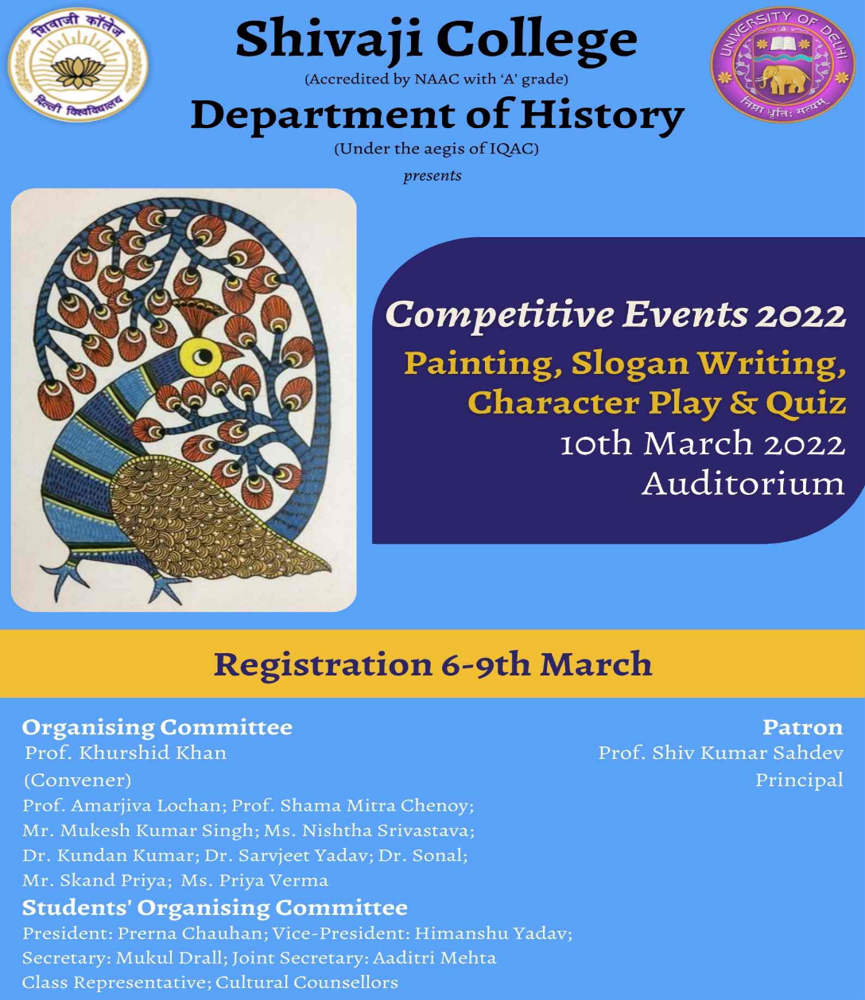 शिवाजी कॉलेज
दिल्ली विश्वविद्यालय
UNIVERSITY OF DELHI
निष्ठा धृति: सत्यम्
Shivaji College
(Accredited by NAAC with ‘A’ grade)
Department of History
(Under the aegis of IQAC)
presents
Competitive Events 2022
Painting, Slogan Writing,
Character Play & Quiz
10th March 2022
Auditorium
Registration 6-9th March
Organising Committee
Prof. Khurshid Khan
(Convener)
Prof. Amarjiva Lochan; Prof. Shama Mitra Chenoy;
Mr. Mukesh Kumar Singh; Ms. Nishtha Srivastava;
Dr. Kundan Kumar; Dr. Sarvjeet Yadav; Dr. Sonal;
Mr. Skand Priya; Ms. Priya Verma
Patron
Prof. Shiv Kumar Sahdev
Principal
Students' Organising Committee
President: Prerna Chauhan; Vice-President: Himanshu Yadav;
Secretary: Mukul Drall; Joint Secretary: Aaditri Mehta
Class Representative; Cultural Counsellors